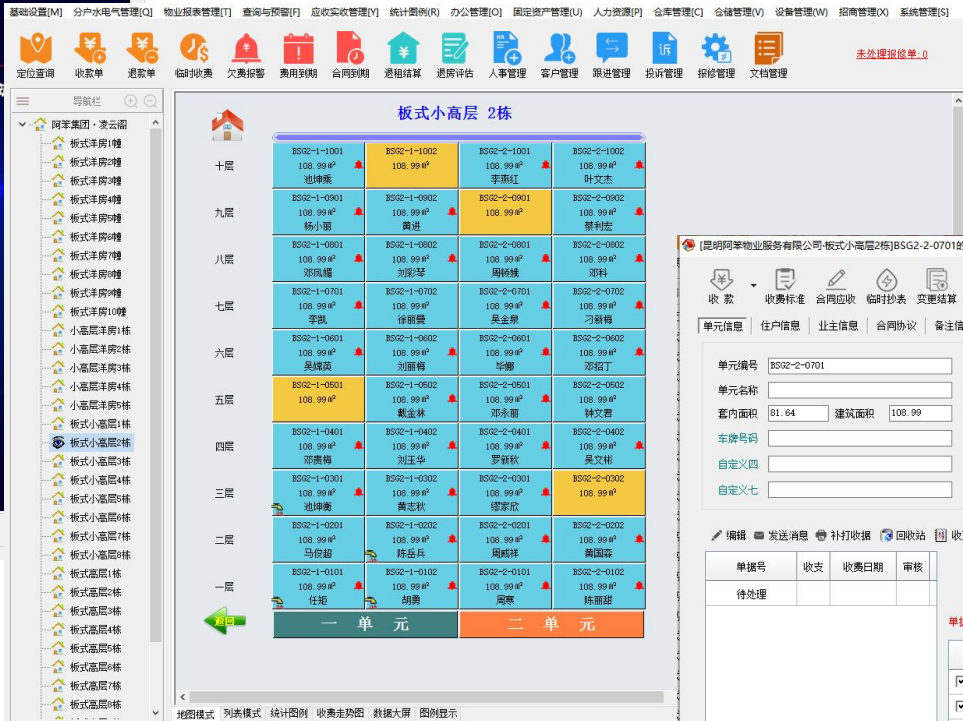 基础设置[M] 分户水电气管理[Q] 物业报表管理[T] 查询与预警[F] 应收实收管理[Y] 统计图例(R) 办公管理[O] 固定资产管理(U) 人力资源[P] 仓库管理[C] 仓储管理(V) 设备管理(W) 招商管理(X) 系统管理[S]
定位查询 收款单 退款单 临时收费 欠费报警 费用到期 合同到期 退租结算 退房评估 人事管理 客户管理 跟进管理 投诉管理 报修管理 文档管理
未处理报修单:0
导航栏
阿笨集团·凌云阁
板式洋房1幢
板式洋房2幢
板式洋房3幢
板式洋房4幢
板式洋房5幢
板式洋房6幢
板式洋房7幢
板式洋房8幢
板式洋房9幢
板式洋房10幢
小高层洋房1栋
小高层洋房2栋
小高层洋房3栋
小高层洋房4栋
小高层洋房5栋
板式小高层1栋
板式小高层2栋
板式小高层3栋
板式小高层4栋
板式小高层5栋
板式小高层6栋
板式小高层7栋
板式小高层8栋
板式高层1栋
板式高层2栋
板式高层3栋
板式高层4栋
板式高层5栋
板式高层6栋
板式高层7栋
板式高层8栋
板式小高层 2栋
十层
BSG2-1-1001 BSG2-1-1002 BSG2-2-1001 BSG2-2-1002
108.99㎡ 108.99㎡ 108.99㎡ 108.99㎡
池坤乘 李燕红 叶文杰
九层
BSG2-1-0901 BSG2-1-0902 BSG2-2-0901 BSG2-2-0902
108.99㎡ 108.99㎡ 108.99㎡ 108.99㎡
杨小丽 黄进 蔡利宏
八层
BSG2-1-0801 BSG2-1-0802 BSG2-2-0801 BSG2-2-0802
108.99㎡ 108.99㎡ 108.99㎡ 108.99㎡
邓凤媚 刘彩琴 邓科
七层
BSG2-1-0701 BSG2-1-0702 BSG2-2-0701 BSG2-2-0702
108.99㎡ 108.99㎡ 108.99㎡ 108.99㎡
李凯 徐丽曼 吴金泉 刁新梅
六层
BSG2-1-0601 BSG2-1-0602 BSG2-2-0601 BSG2-2-0602
108.99㎡ 108.99㎡ 108.99㎡ 108.99㎡
吴嫦英 刘丽梅 毕娜 邓招丁
五层
BSG2-1-0501 BSG2-1-0502 BSG2-2-0501 BSG2-2-0502
108.99㎡ 108.99㎡ 108.99㎡ 108.99㎡
戴金林 邓永丽 钟文君
四层
BSG2-1-0401 BSG2-1-0402 BSG2-2-0401 BSG2-2-0402
108.99㎡ 108.99㎡ 108.99㎡ 108.99㎡
邓贵梅 刘玉华 罗新秋 吴文彬
三层
BSG2-1-0301 BSG2-1-0302 BSG2-2-0301 BSG2-2-0302
108.99㎡ 108.99㎡ 108.99㎡ 108.99㎡
池坤衡 黄志秋 缪家欣
二层
BSG2-1-0201 BSG2-1-0202 BSG2-2-0201 BSG2-2-0202
108.99㎡ 108.99㎡ 108.99㎡ 108.99㎡
马俊超 陈岳兵 周威祥 黄国森
一层
BSG2-1-0101 BSG2-1-0102 BSG2-2-0101 BSG2-2-0102
108.99㎡ 108.99㎡ 108.99㎡ 108.99㎡
任矩 胡勇 周寒 陈丽甜
返回
一 单 元 二 单 元
地图模式 列表模式 统计图例 收费走势图 数据大屏 图例显示
[昆明阿笨物业服务有限公司-板式小高层2栋]BSG2-2-0701的
收 款 收费标准 合同应收 临时抄表 变更结算
单元信息 住户信息 业主信息 合同协议 备注信
单元编号 BSG2-2-0701
单元名称
套内面积 81.64 建筑面积 108.99
车牌号码
自定义四
自定义七
编辑 发送消息 补打收据 回收站 收
单据号 收支 收费日期 审核
待处理
单据